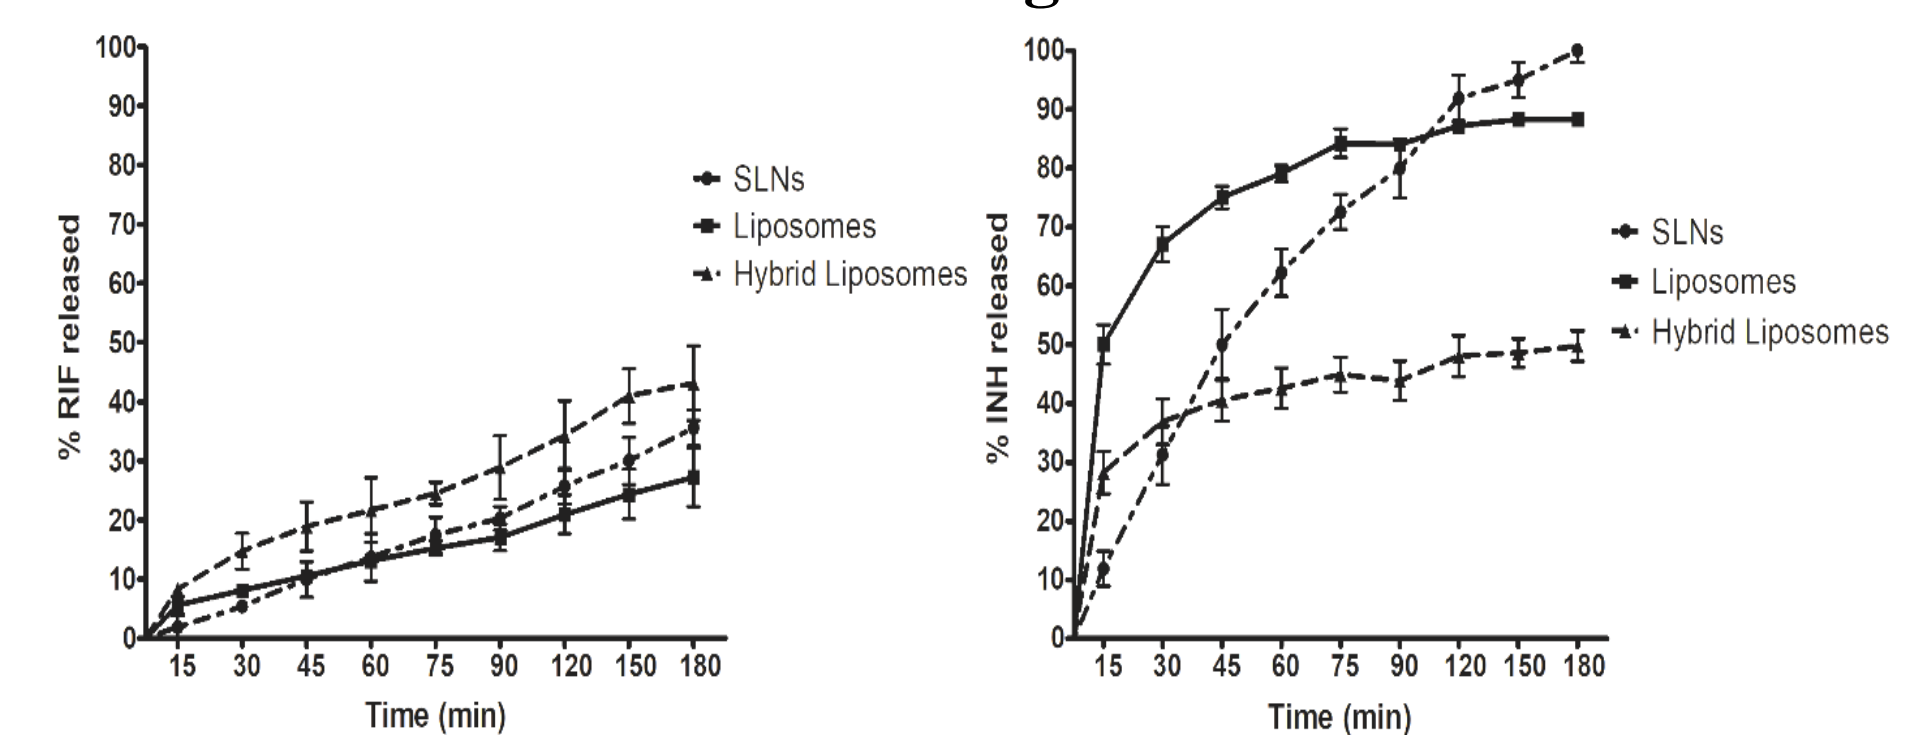 g
100
90
80
70
60
50
40
30
20
10
0
% RIF released
15 30 45 60 75 90 120 150 180
Time (min)
SLNs
Liposomes
Hybrid Liposomes
100
90
80
70
60
50
40
30
20
10
0
% INH released
15 30 45 60 75 90 120 150 180
Time (min)
SLNs
Liposomes
Hybrid Liposomes